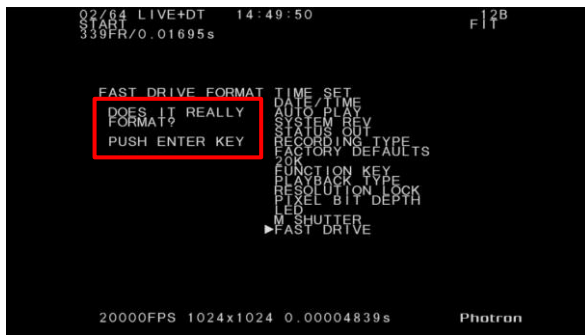 02/64 LIVE+DT 14:49:50 12B
START FIT
339FR/0.01695s
FAST DRIVE FORMAT TIME SET
DATE/TIME
DOES IT REALLY AUTO PLAY
FORMAT? SYSTEM REV
STATUS OUT
PUSH ENTER KEY RECORDING TYPE
FACTORY DEFAULTS
20K
FUNCTION KEY
PLAYBACK TYPE
RESOLUTION LOCK
PIXEL BIT DEPTH
LED
M SHUTTER
▶FAST DRIVE
20000FPS 1024x1024 0.00004839s Photron